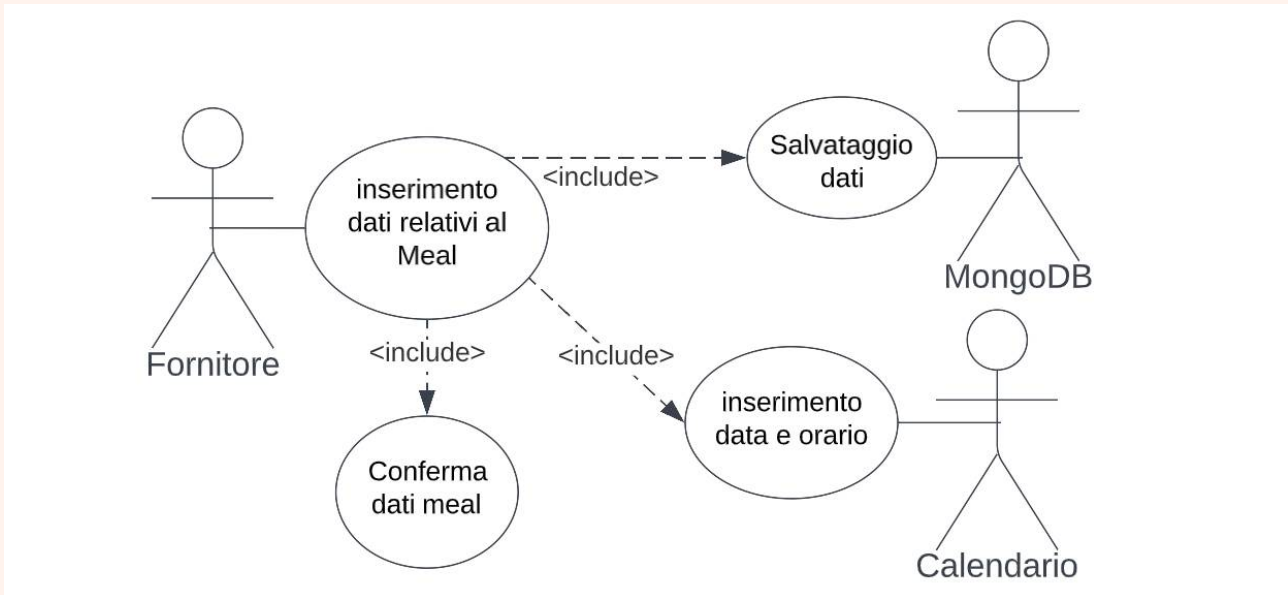 Salvataggio
dati
<include>
inserimento
dati relativi al
Meal
MongoDB
Fornitore
<include>
<include>
inserimento
data e orario
Conferma
dati meal
Calendario